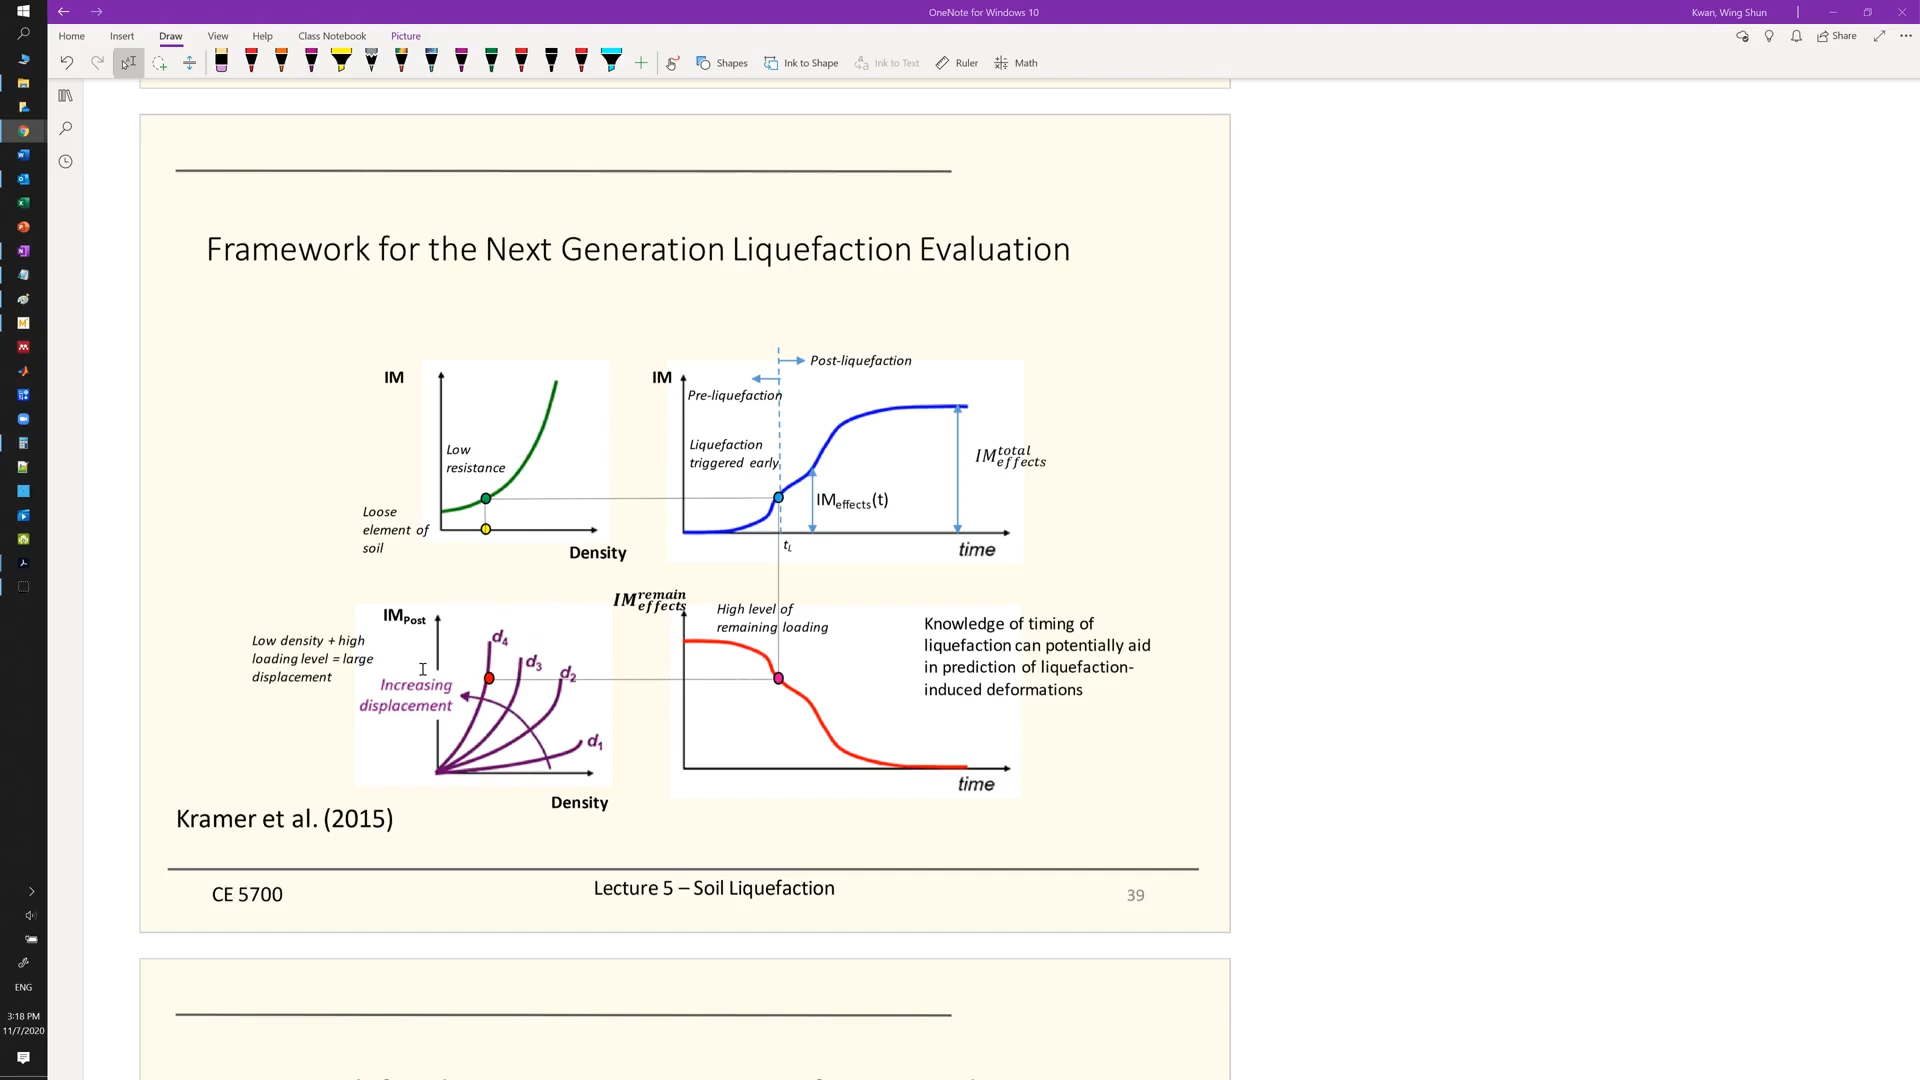 OneNote for Windows 10
Kwan, Wing Shun
Home Insert Draw View Help Class Notebook Picture
Share
Shapes Ink to Shape Ink to Text Ruler Math
Framework for the Next Generation Liquefaction Evaluation
IM
Low
resistance
Loose
element of
soil
Density
IM
Post-liquefaction
Pre-liquefaction
Liquefaction
triggered early
IMeffects(t)
IM total effects
tL
time
IMPost
Low density + high
loading level = large
displacement
Increasing
displacement
d4
d3
d2
d1
Density
IM remain effects
High level of
remaining loading
time
Knowledge of timing of
liquefaction can potentially aid
in prediction of liquefaction-
induced deformations
Kramer et al. (2015)
CE 5700
Lecture 5 – Soil Liquefaction
39
ENG
3:18 PM
11/7/2020